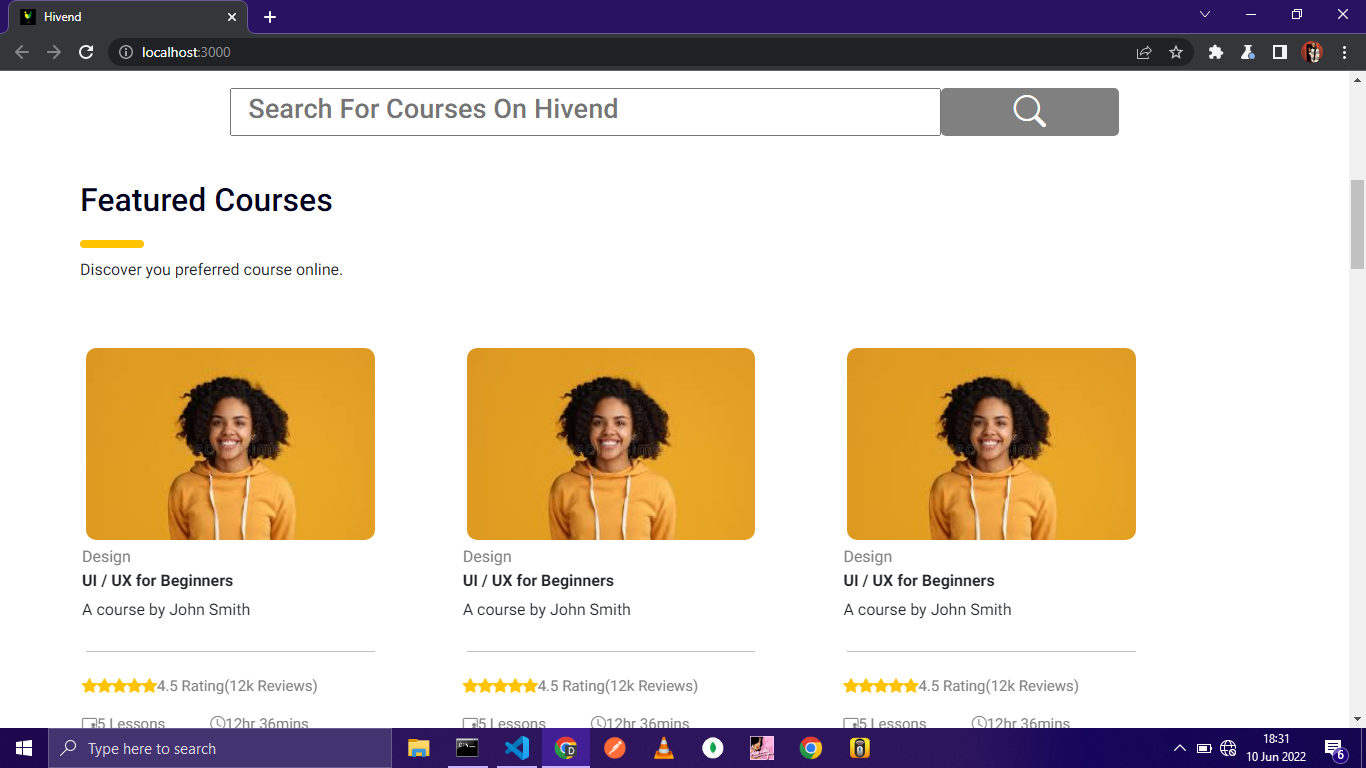 Hivend
localhost:3000
Search For Courses On Hivend
Featured Courses
Discover you preferred course online.
Design Design Design
UI / UX for Beginners UI / UX for Beginners UI / UX for Beginners
A course by John Smith A course by John Smith A course by John Smith
4.5 Rating(12k Reviews) 4.5 Rating(12k Reviews) 4.5 Rating(12k Reviews)
5 Lessons 12hr 36mins 5 Lessons 12hr 36mins 5 Lessons 12hr 36mins
Type here to search
18:31
10 Jun 2022
6